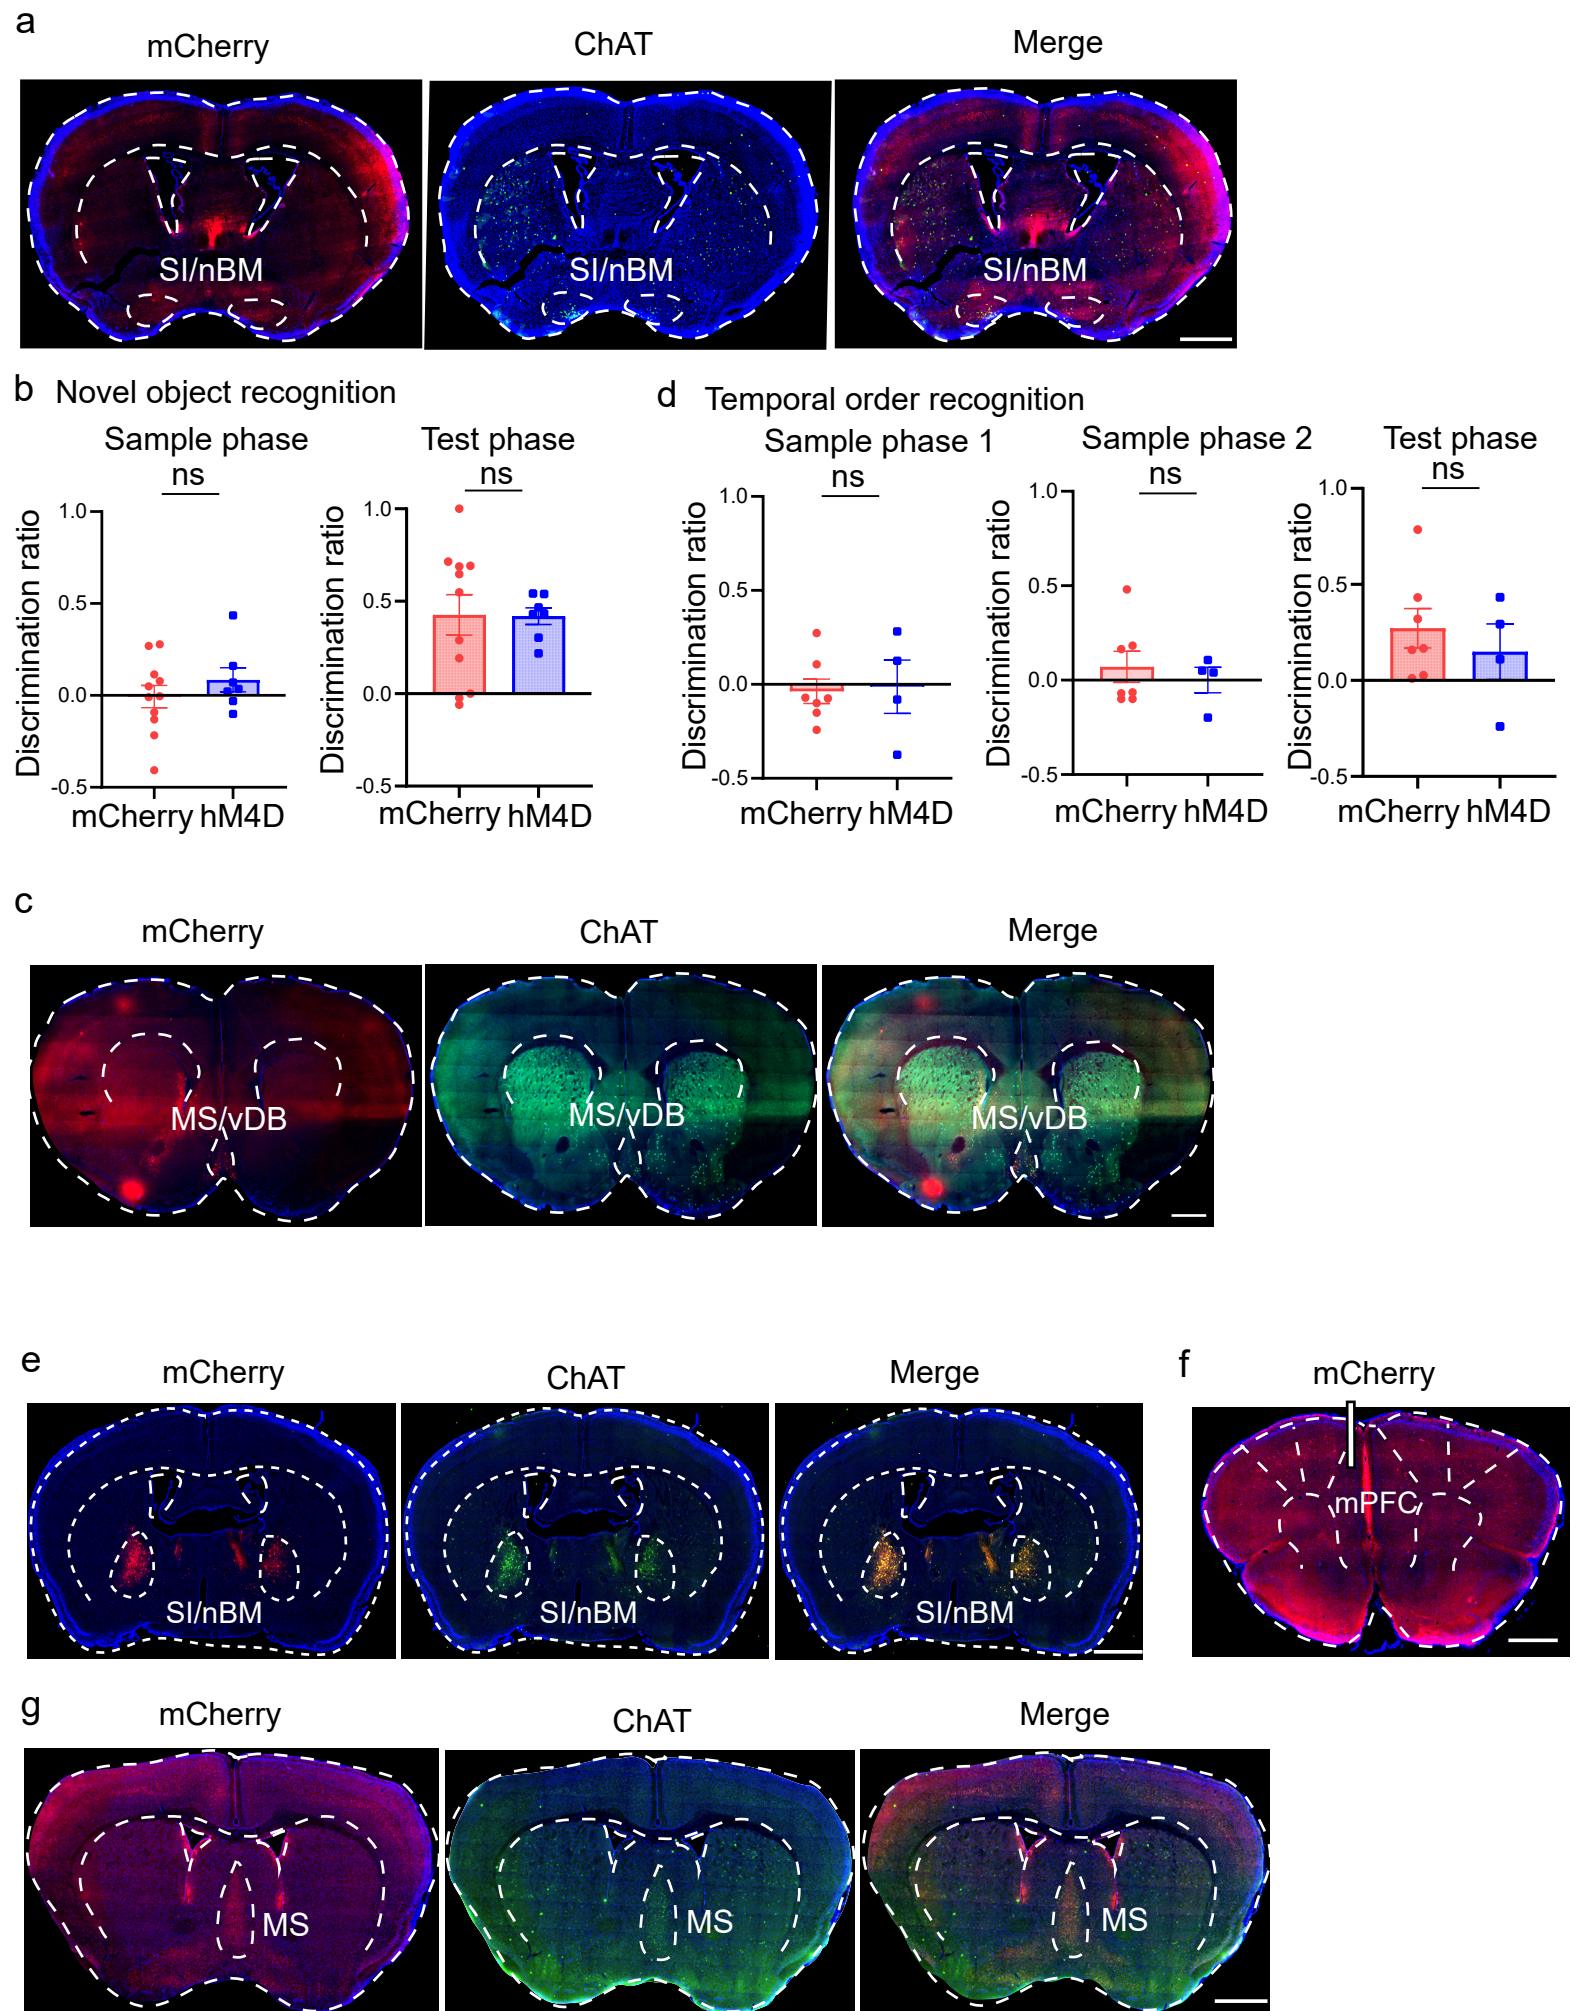 a
mCherry
ChAT
Merge
SI/nBM
SI/nBM
SI/nBM
b Novel object recognition
Sample phase
ns
Discrimination ratio
1.0
0.5
0.0
-0.5
mCherry hM4D
Test phase
ns
Discrimination ratio
1.0
0.5
0.0
-0.5
mCherry hM4D
d Temporal order recognition
Sample phase 1
ns
Discrimination ratio
1.0
0.5
0.0
-0.5
mCherry hM4D
Sample phase 2
ns
Discrimination ratio
1.0
0.5
0.0
-0.5
mCherry hM4D
Test phase
ns
Discrimination ratio
1.0
0.5
0.0
-0.5
mCherry hM4D
c
mCherry
ChAT
Merge
MS/vDB
MS/vDB
MS/vDB
e
mCherry
ChAT
Merge
SI/nBM
SI/nBM
SI/nBM
f
mCherry
mPFC
g
mCherry
ChAT
Merge
MS
MS
MS